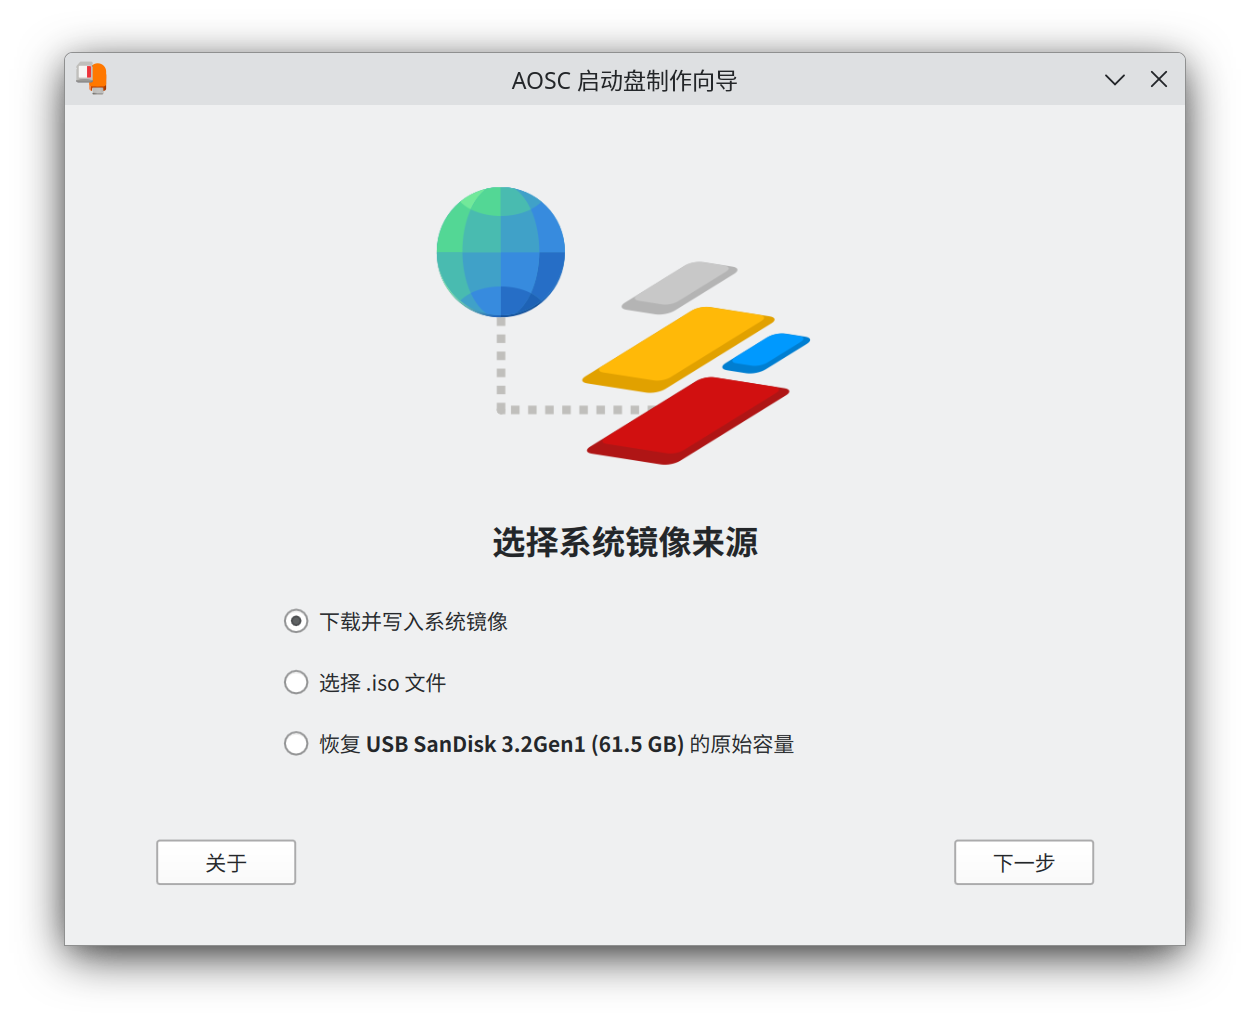 AOSC 启动盘制作向导
选择系统镜像来源
下载并写入系统镜像
选择 .iso 文件
恢复 USB SanDisk 3.2Gen1 (61.5 GB) 的原始容量
关于
下一步